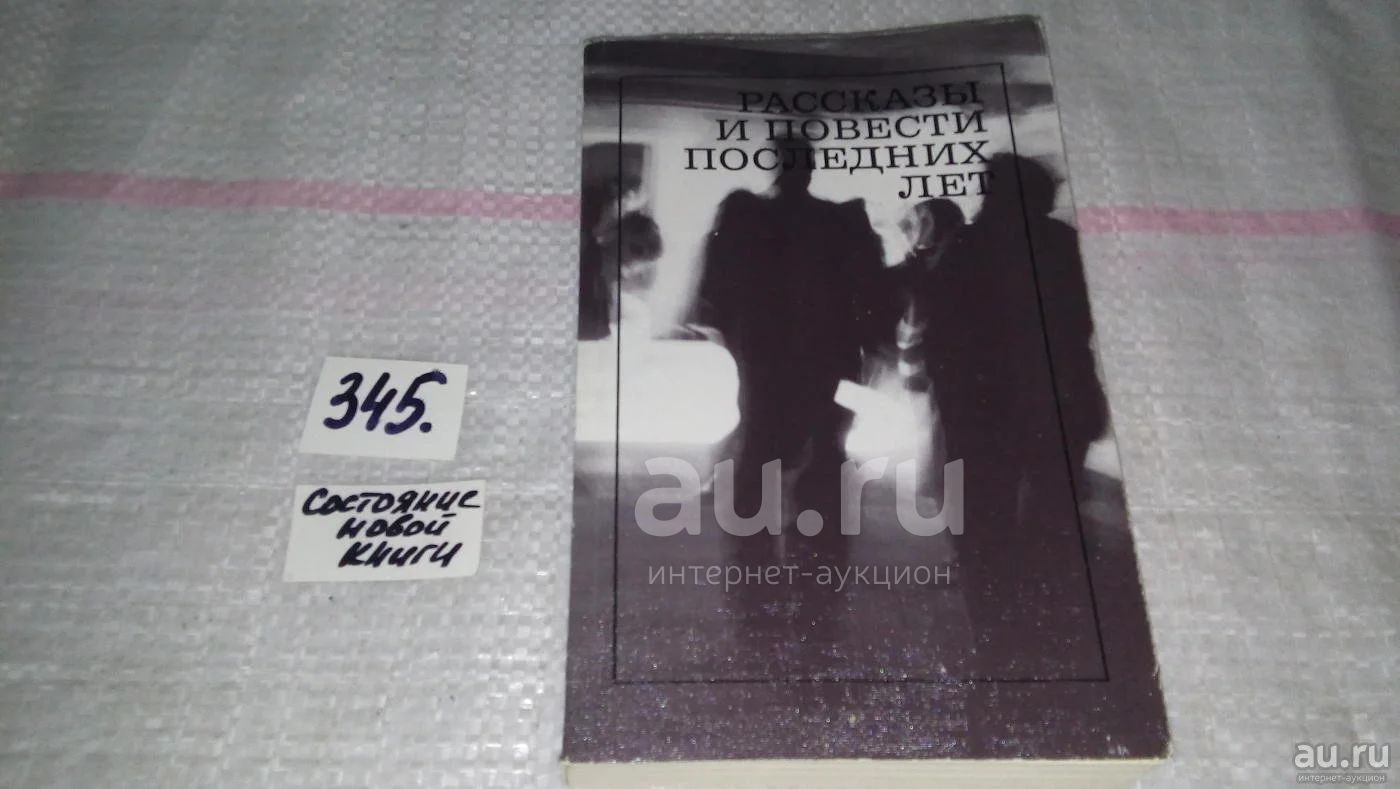 РАССКАЗЫ
И ПОВЕСТИ
ПОСЛЕДНИХ
ЛЕТ
345.
Состояние
новой
книги
au.ru
интернет-аукцион
au.ru
интернет-аукцион